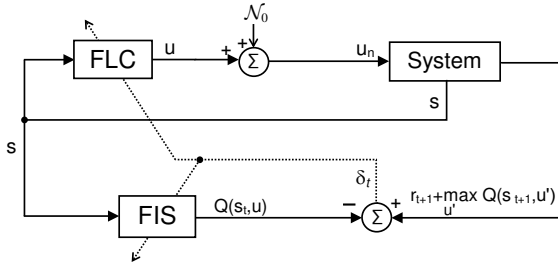 𝒩₀
FLC
u
+
+
Σ
uₙ
System
s
s
δₜ
FIS
Q(sₜ,u)
−
Σ
+
rₜ₊₁+max Q(sₜ₊₁,u')
u'